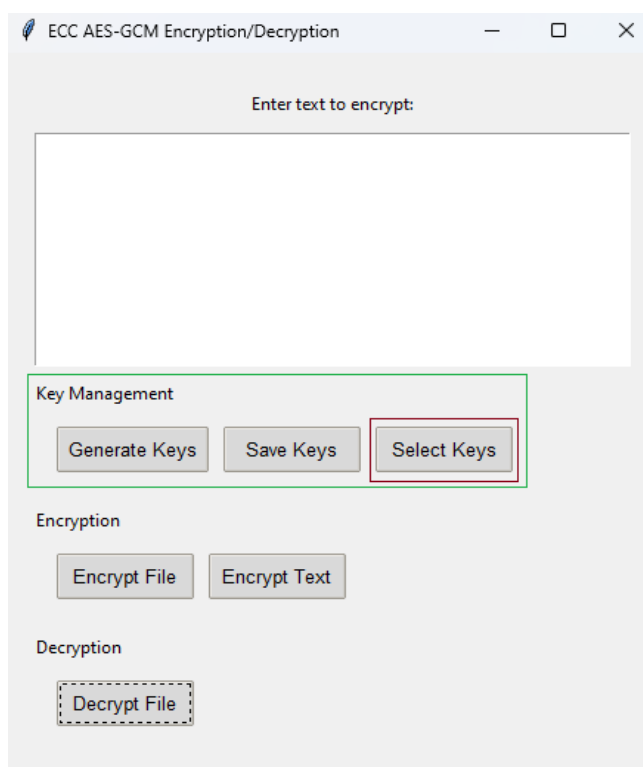 ECC AES-GCM Encryption/Decryption
Enter text to encrypt:
Key Management
Generate Keys Save Keys Select Keys
Encryption
Encrypt File Encrypt Text
Decryption
Decrypt File